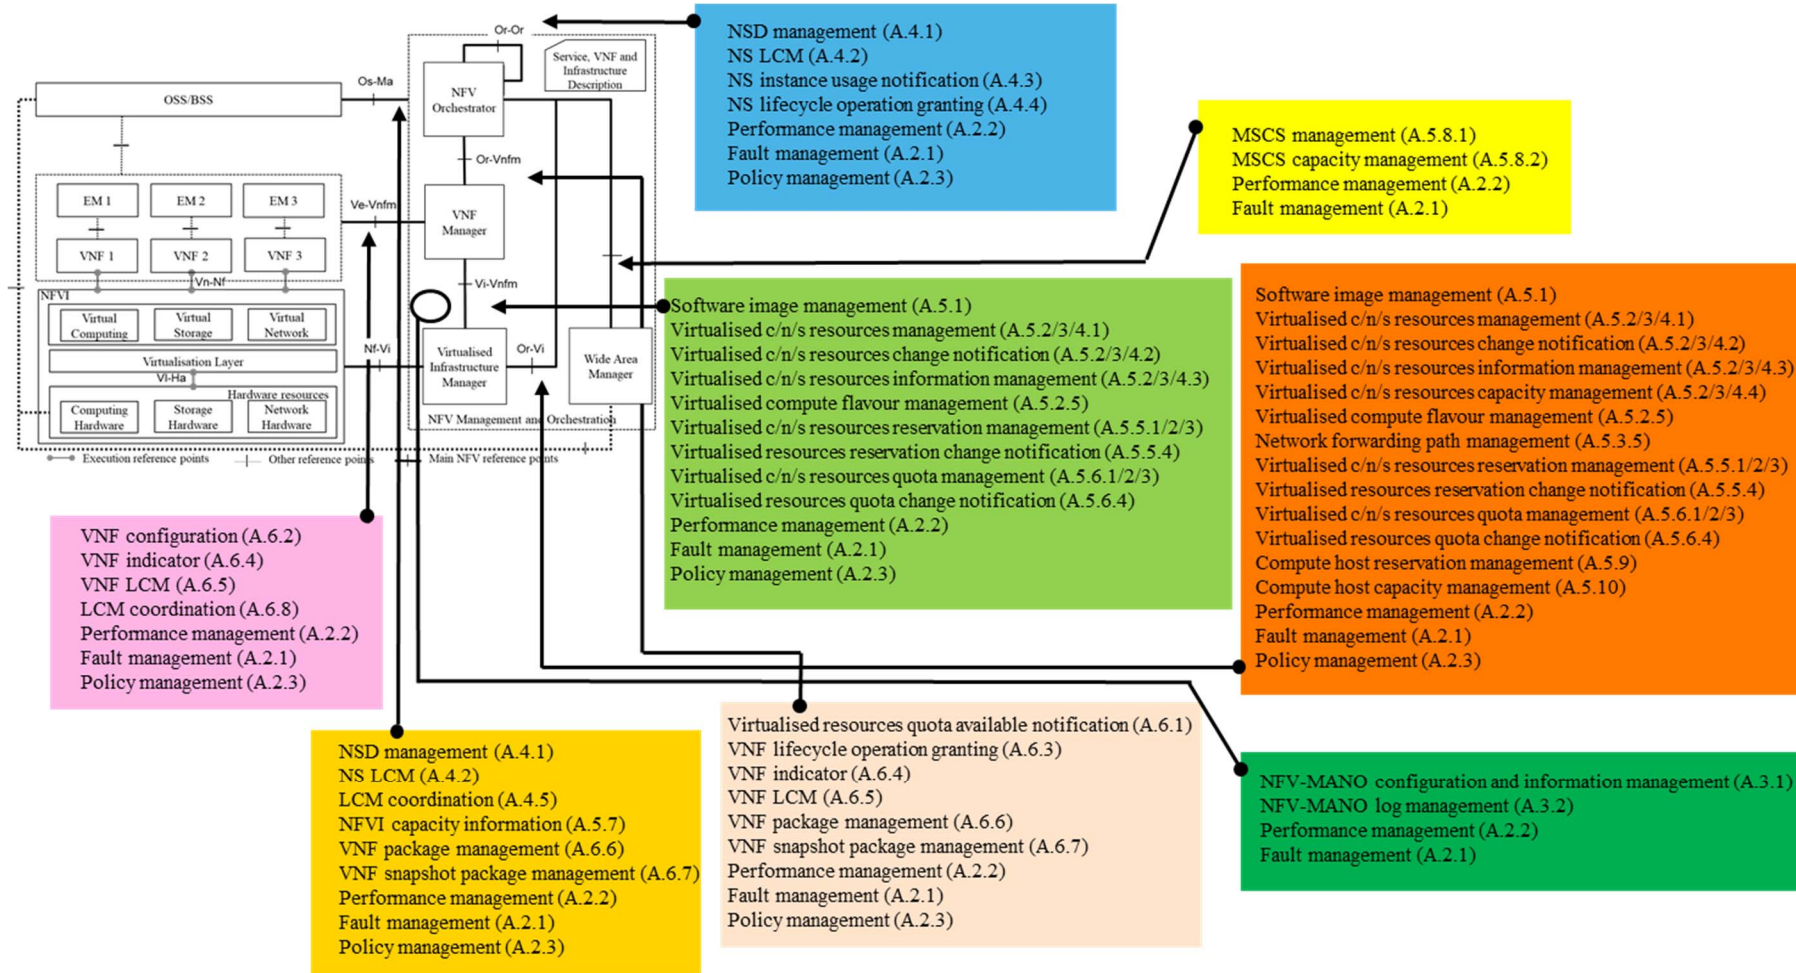 Or-Or
Service, VNF and
Infrastructure
Description
Os-Ma
OSS/BSS
NFV
Orchestrator
Or-Vnfm
EM 1
EM 2
EM 3
Ve-Vnfm
VNF
Manager
VNF 1
VNF 2
VNF 3
Vn-Nf
Vi-Vnfm
NFVI
Virtual
Computing
Virtual
Storage
Virtual
Network
Virtualisation Layer
Nf-Vi
Virtualised
Infrastructure
Manager
Or-Vi
Wide Area
Manager
Vl-Ha
Hardware resources
Computing
Hardware
Storage
Hardware
Network
Hardware
NFV Management and Orchestration
Execution reference points
Other reference points
Main NFV reference points
NSD management (A.4.1)
NS LCM (A.4.2)
NS instance usage notification (A.4.3)
NS lifecycle operation granting (A.4.4)
Performance management (A.2.2)
Fault management (A.2.1)
Policy management (A.2.3)
MSCS management (A.5.8.1)
MSCS capacity management (A.5.8.2)
Performance management (A.2.2)
Fault management (A.2.1)
Software image management (A.5.1)
Virtualised c/n/s resources management (A.5.2/3/4.1)
Virtualised c/n/s resources change notification (A.5.2/3/4.2)
Virtualised c/n/s resources information management (A.5.2/3/4.3)
Virtualised compute flavour management (A.5.2.5)
Virtualised c/n/s resources reservation management (A.5.5.1/2/3)
Virtualised resources reservation change notification (A.5.5.4)
Virtualised c/n/s resources quota management (A.5.6.1/2/3)
Virtualised resources quota change notification (A.5.6.4)
Performance management (A.2.2)
Fault management (A.2.1)
Policy management (A.2.3)
Software image management (A.5.1)
Virtualised c/n/s resources management (A.5.2/3/4.1)
Virtualised c/n/s resources change notification (A.5.2/3/4.2)
Virtualised c/n/s resources information management (A.5.2/3/4.3)
Virtualised c/n/s resources capacity management (A.5.2/3/4.4)
Virtualised compute flavour management (A.5.2.5)
Network forwarding path management (A.5.3.5)
Virtualised c/n/s resources reservation management (A.5.5.1/2/3)
Virtualised resources reservation change notification (A.5.5.4)
Virtualised c/n/s resources quota management (A.5.6.1/2/3)
Virtualised resources quota change notification (A.5.6.4)
Compute host reservation management (A.5.9)
Compute host capacity management (A.5.10)
Performance management (A.2.2)
Fault management (A.2.1)
Policy management (A.2.3)
VNF configuration (A.6.2)
VNF indicator (A.6.4)
VNF LCM (A.6.5)
LCM coordination (A.6.8)
Performance management (A.2.2)
Fault management (A.2.1)
Policy management (A.2.3)
NSD management (A.4.1)
NS LCM (A.4.2)
LCM coordination (A.4.5)
NFVI capacity information (A.5.7)
VNF package management (A.6.6)
VNF snapshot package management (A.6.7)
Performance management (A.2.2)
Fault management (A.2.1)
Policy management (A.2.3)
Virtualised resources quota available notification (A.6.1)
VNF lifecycle operation granting (A.6.3)
VNF indicator (A.6.4)
VNF LCM (A.6.5)
VNF package management (A.6.6)
VNF snapshot package management (A.6.7)
Performance management (A.2.2)
Fault management (A.2.1)
Policy management (A.2.3)
NFV-MANO configuration and information management (A.3.1)
NFV-MANO log management (A.3.2)
Performance management (A.2.2)
Fault management (A.2.1)